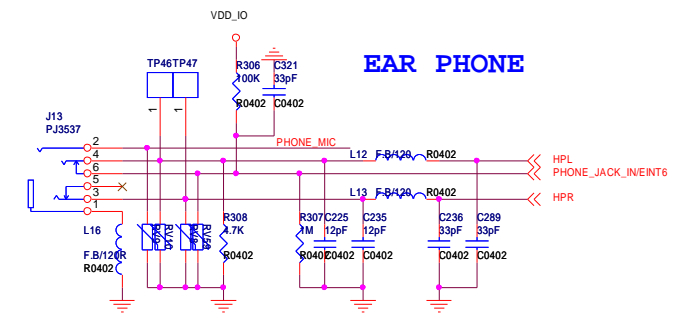 VDD_IO
EAR PHONE
TP46 TP47
R306 C321
100K 33pF
R0402 C0402
1 1
J13
PJ3537
2
PHONE_MIC
4
L12 F.B/120 R0402
HPL
6
PHONE_JACK_IN/EINT6
5
3
L13 F.B/120 R0402
HPR
1
L16
F.B/120R
R0402
R308
4.7K
R0402
R307 C225 C235
1M 12pF 12pF
R0402 C0402 C0402
C236 C289
33pF 33pF
C0402 C0402